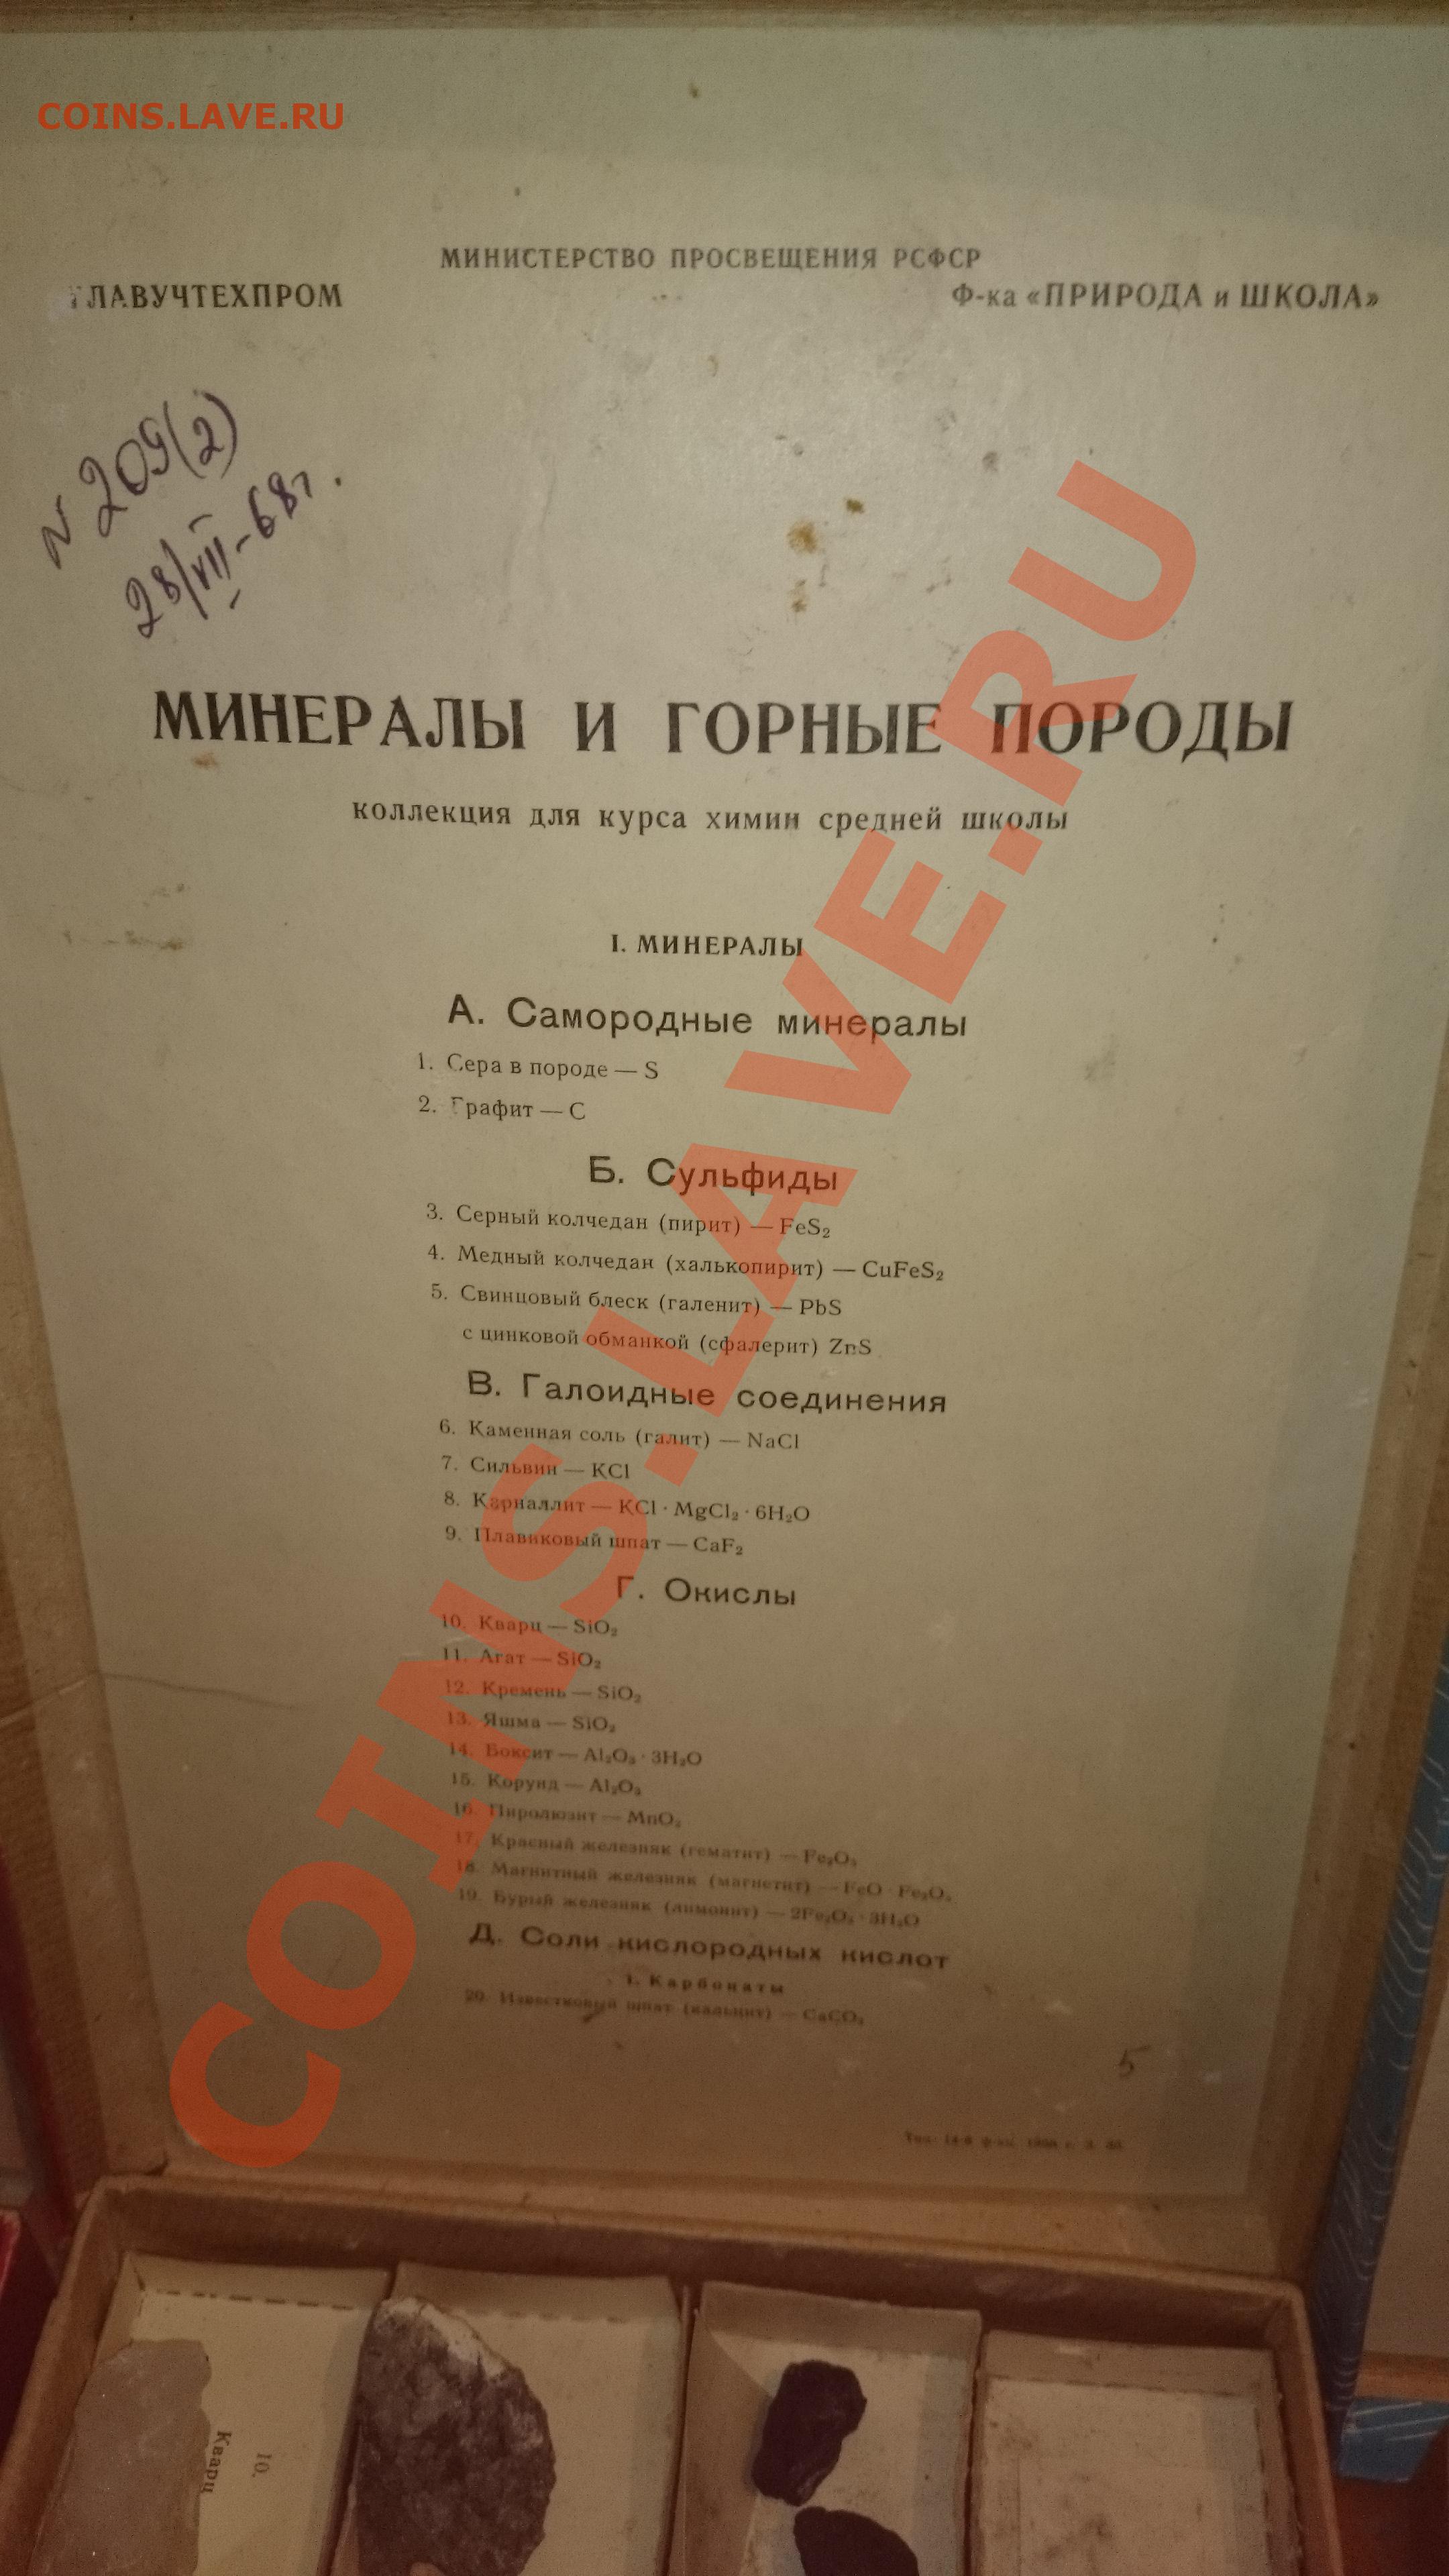 COINS.LAVE.RU
МИНИСТЕРСТВО ПРОСВЕЩЕНИЯ РСФСР
ГЛАВУЧТЕХПРОМ Ф-ка «ПРИРОДА и ШКОЛА»
N 209(2)
28/VII-68г.
МИНЕРАЛЫ И ГОРНЫЕ ПОРОДЫ
коллекция для курса химии средней школы
I. МИНЕРАЛЫ
А. Самородные минералы
1. Сера в породе — S
2. Графит — C
Б. Сульфиды
3. Серный колчедан (пирит) — FeS₂
4. Медный колчедан (халькопирит) — CuFeS₂
5. Свинцовый блеск (галенит) — PbS
с цинковой обманкой (сфалерит) ZnS
В. Галоидные соединения
6. Каменная соль (галит) — NaCl
7. Сильвин — KCl
8. Карналлит — KCl · MgCl₂ · 6H₂O
9. Плавиковый шпат — CaF₂
Г. Окислы
10. Кварц — SiO₂
11. Агат — SiO₂
12. Кремень — SiO₂
13. Яшма — SiO₂
14. Боксит — Al₂O₃ · 3H₂O
15. Корунд — Al₂O₃
16. Пиролюзит — MnO₂
17. Красный железняк (гематит) — Fe₂O₃
18. Магнитный железняк (магнетит) — FeO · Fe₂O₃
19. Бурый железняк (лимонит) — 2Fe₂O₃ · 3H₂O
Д. Соли кислородных кислот
1. Карбонаты
20. Известковый шпат (кальцит) — CaCO₃
5
10.
Кварц
COINS.LAVE.RU